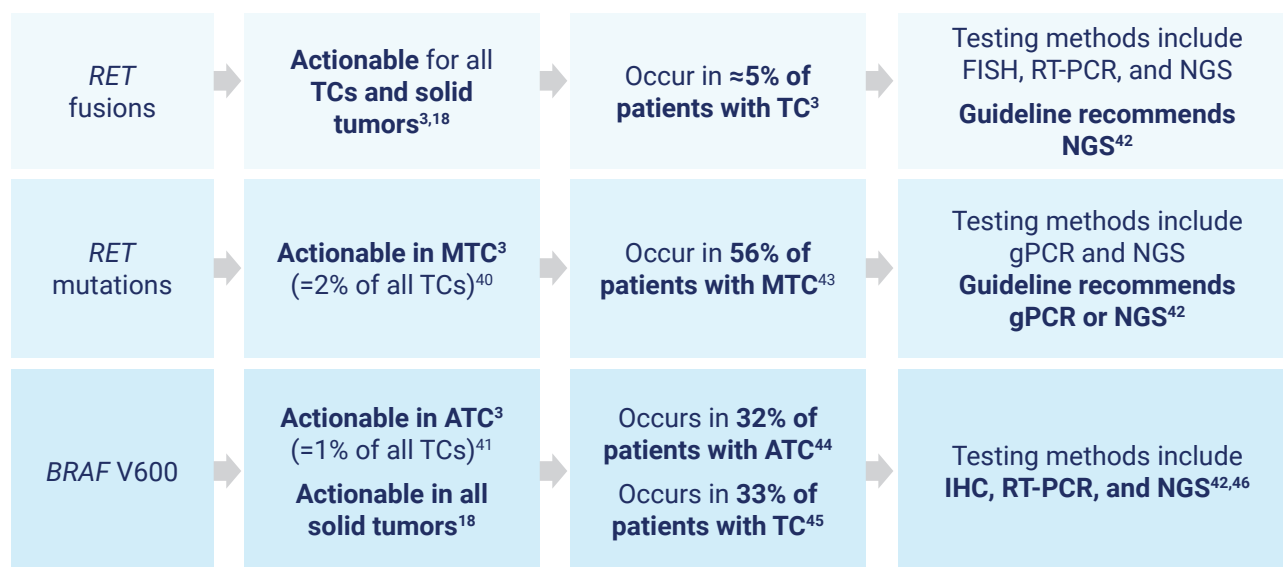 RET
fusions
Actionable for all
TCs and solid
tumors3,18
Occur in ≈5% of
patients with TC3
Testing methods include
FISH, RT-PCR, and NGS
Guideline recommends
NGS42
RET
mutations
Actionable in MTC3
(=2% of all TCs)40
Occur in 56% of
patients with MTC43
Testing methods include
gPCR and NGS
Guideline recommends
gPCR or NGS42
BRAF V600
Actionable in ATC3
(=1% of all TCs)41
Actionable in all
solid tumors18
Occurs in 32% of
patients with ATC44
Occurs in 33% of
patients with TC45
Testing methods include
IHC, RT-PCR, and NGS42,46